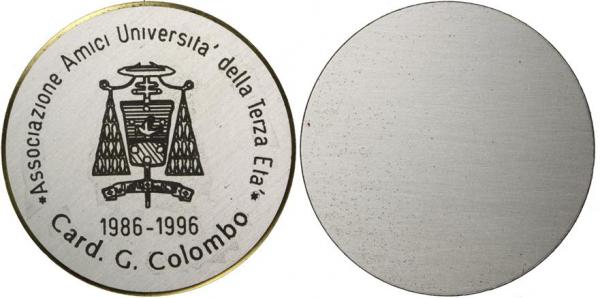 *Associazione Amici Universita' della Terza Eta'*
1986-1996
Card. G. Colombo